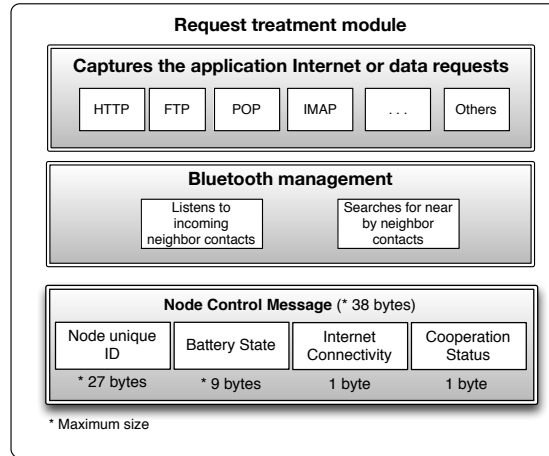 Request treatment module
Captures the application Internet or data requests
HTTP FTP POP IMAP . . . Others
Bluetooth management
Listens to
incoming
neighbor contacts
Searches for near
by neighbor
contacts
Node Control Message (* 38 bytes)
Node unique
ID
Battery State
Internet
Connectivity
Cooperation
Status
* 27 bytes * 9 bytes 1 byte 1 byte
* Maximum size